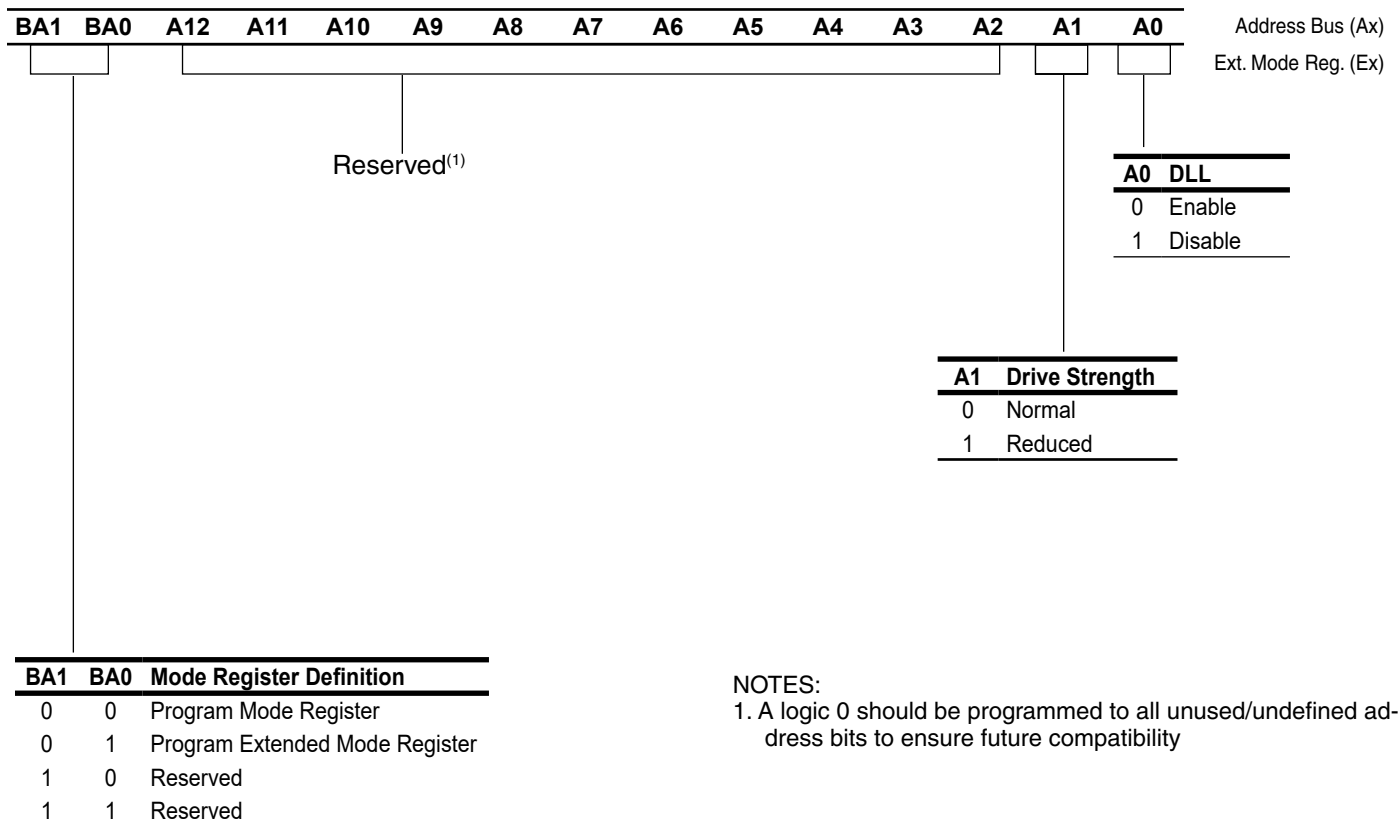 BA1 BA0 A12 A11 A10 A9 A8 A7 A6 A5 A4 A3 A2 A1 A0 Address Bus (Ax)
Ext. Mode Reg. (Ex)
Reserved(1)
A0 DLL
0 Enable
1 Disable
A1 Drive Strength
0 Normal
1 Reduced
BA1 BA0 Mode Register Definition
0 0 Program Mode Register
0 1 Program Extended Mode Register
1 0 Reserved
1 1 Reserved
NOTES:
1. A logic 0 should be programmed to all unused/undefined ad-
dress bits to ensure future compatibility